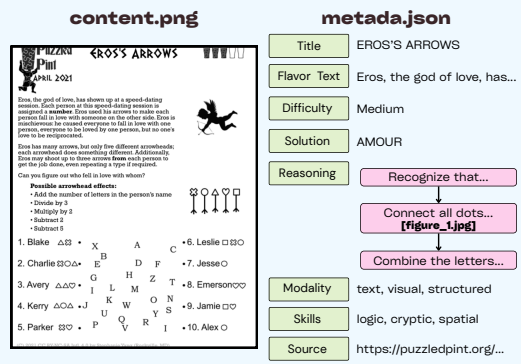 content.png
metada.json
Puzzled
Pint
EROS'S ARROWS
APRIL 2021
Eros, the god of love, has shown up at a speed-dating
session. Each person at this speed-dating session is
assigned a number. Eros used his arrows to make each
person fall in love with someone on the other side. Eros is
mischievous: he caused everyone to fall in love with one
person, everyone to be loved by one person, but no one's
love to be reciprocated.
Eros has many arrows, but only five different arrowheads;
each arrowhead does something different. Additionally,
Eros may shoot up to three arrows from each person to
get the job done, even repeating a type if required.
Can you figure out who fell in love with whom?
Possible arrowhead effects:
• Add the number of letters in the person's name
• Divide by 3
• Multiply by 2
• Subtract 2
• Subtract 5
1. Blake
2. Charlie
3. Avery
4. Kerry
5. Parker
X A C
B D F
E
G H Z T
I M
J K W O N
L S
P V Q R Y
U I
• 6. Leslie
• 7. Jesse
• 8. Emerson
• 9. Jamie
• 10. Alex
Title EROS'S ARROWS
Flavor Text Eros, the god of love, has...
Difficulty Medium
Solution AMOUR
Reasoning
Recognize that...
Connect all dots...
[figure_1.jpg]
Combine the letters...
Modality text, visual, structured
Skills logic, cryptic, spatial
Source https://puzzledpint.org/...